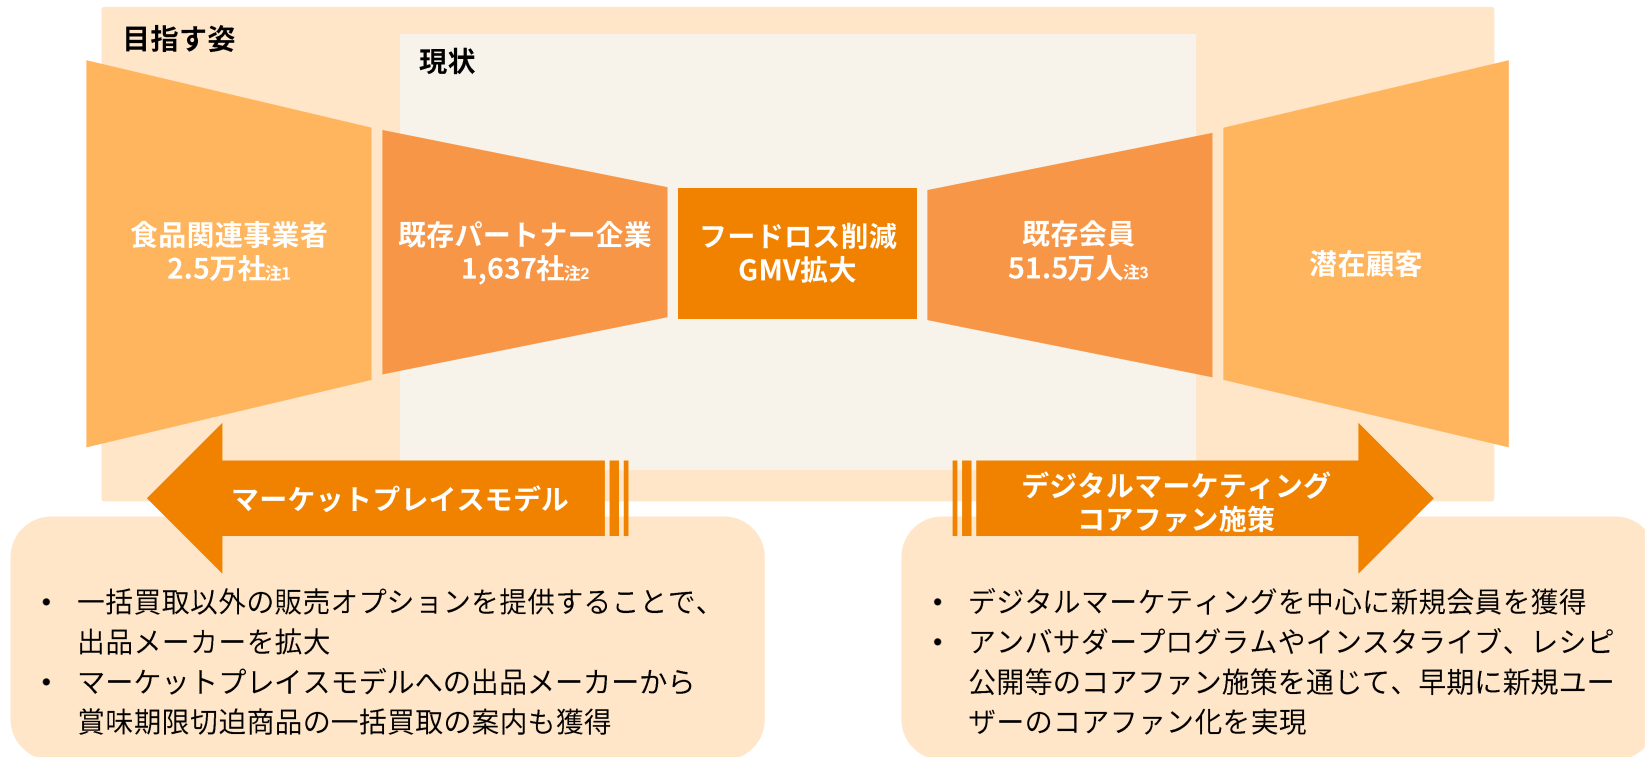 目指す姿
現状
食品関連事業者
2.5万社注1
既存パートナー企業
1,637社注2
フードロス削減
GMV拡大
既存会員
51.5万人注3
潜在顧客
マーケットプレイスモデル
• 一括買取以外の販売オプションを提供することで、
出品メーカーを拡大
• マーケットプレイスモデルへの出品メーカーから
賞味期限切迫商品の一括買取の案内も獲得
デジタルマーケティング
コアファン施策
• デジタルマーケティングを中心に新規会員を獲得
• アンバサダープログラムやインスタライブ、レシピ
公開等のコアファン施策を通じて、早期に新規ユー
ザーのコアファン化を実現